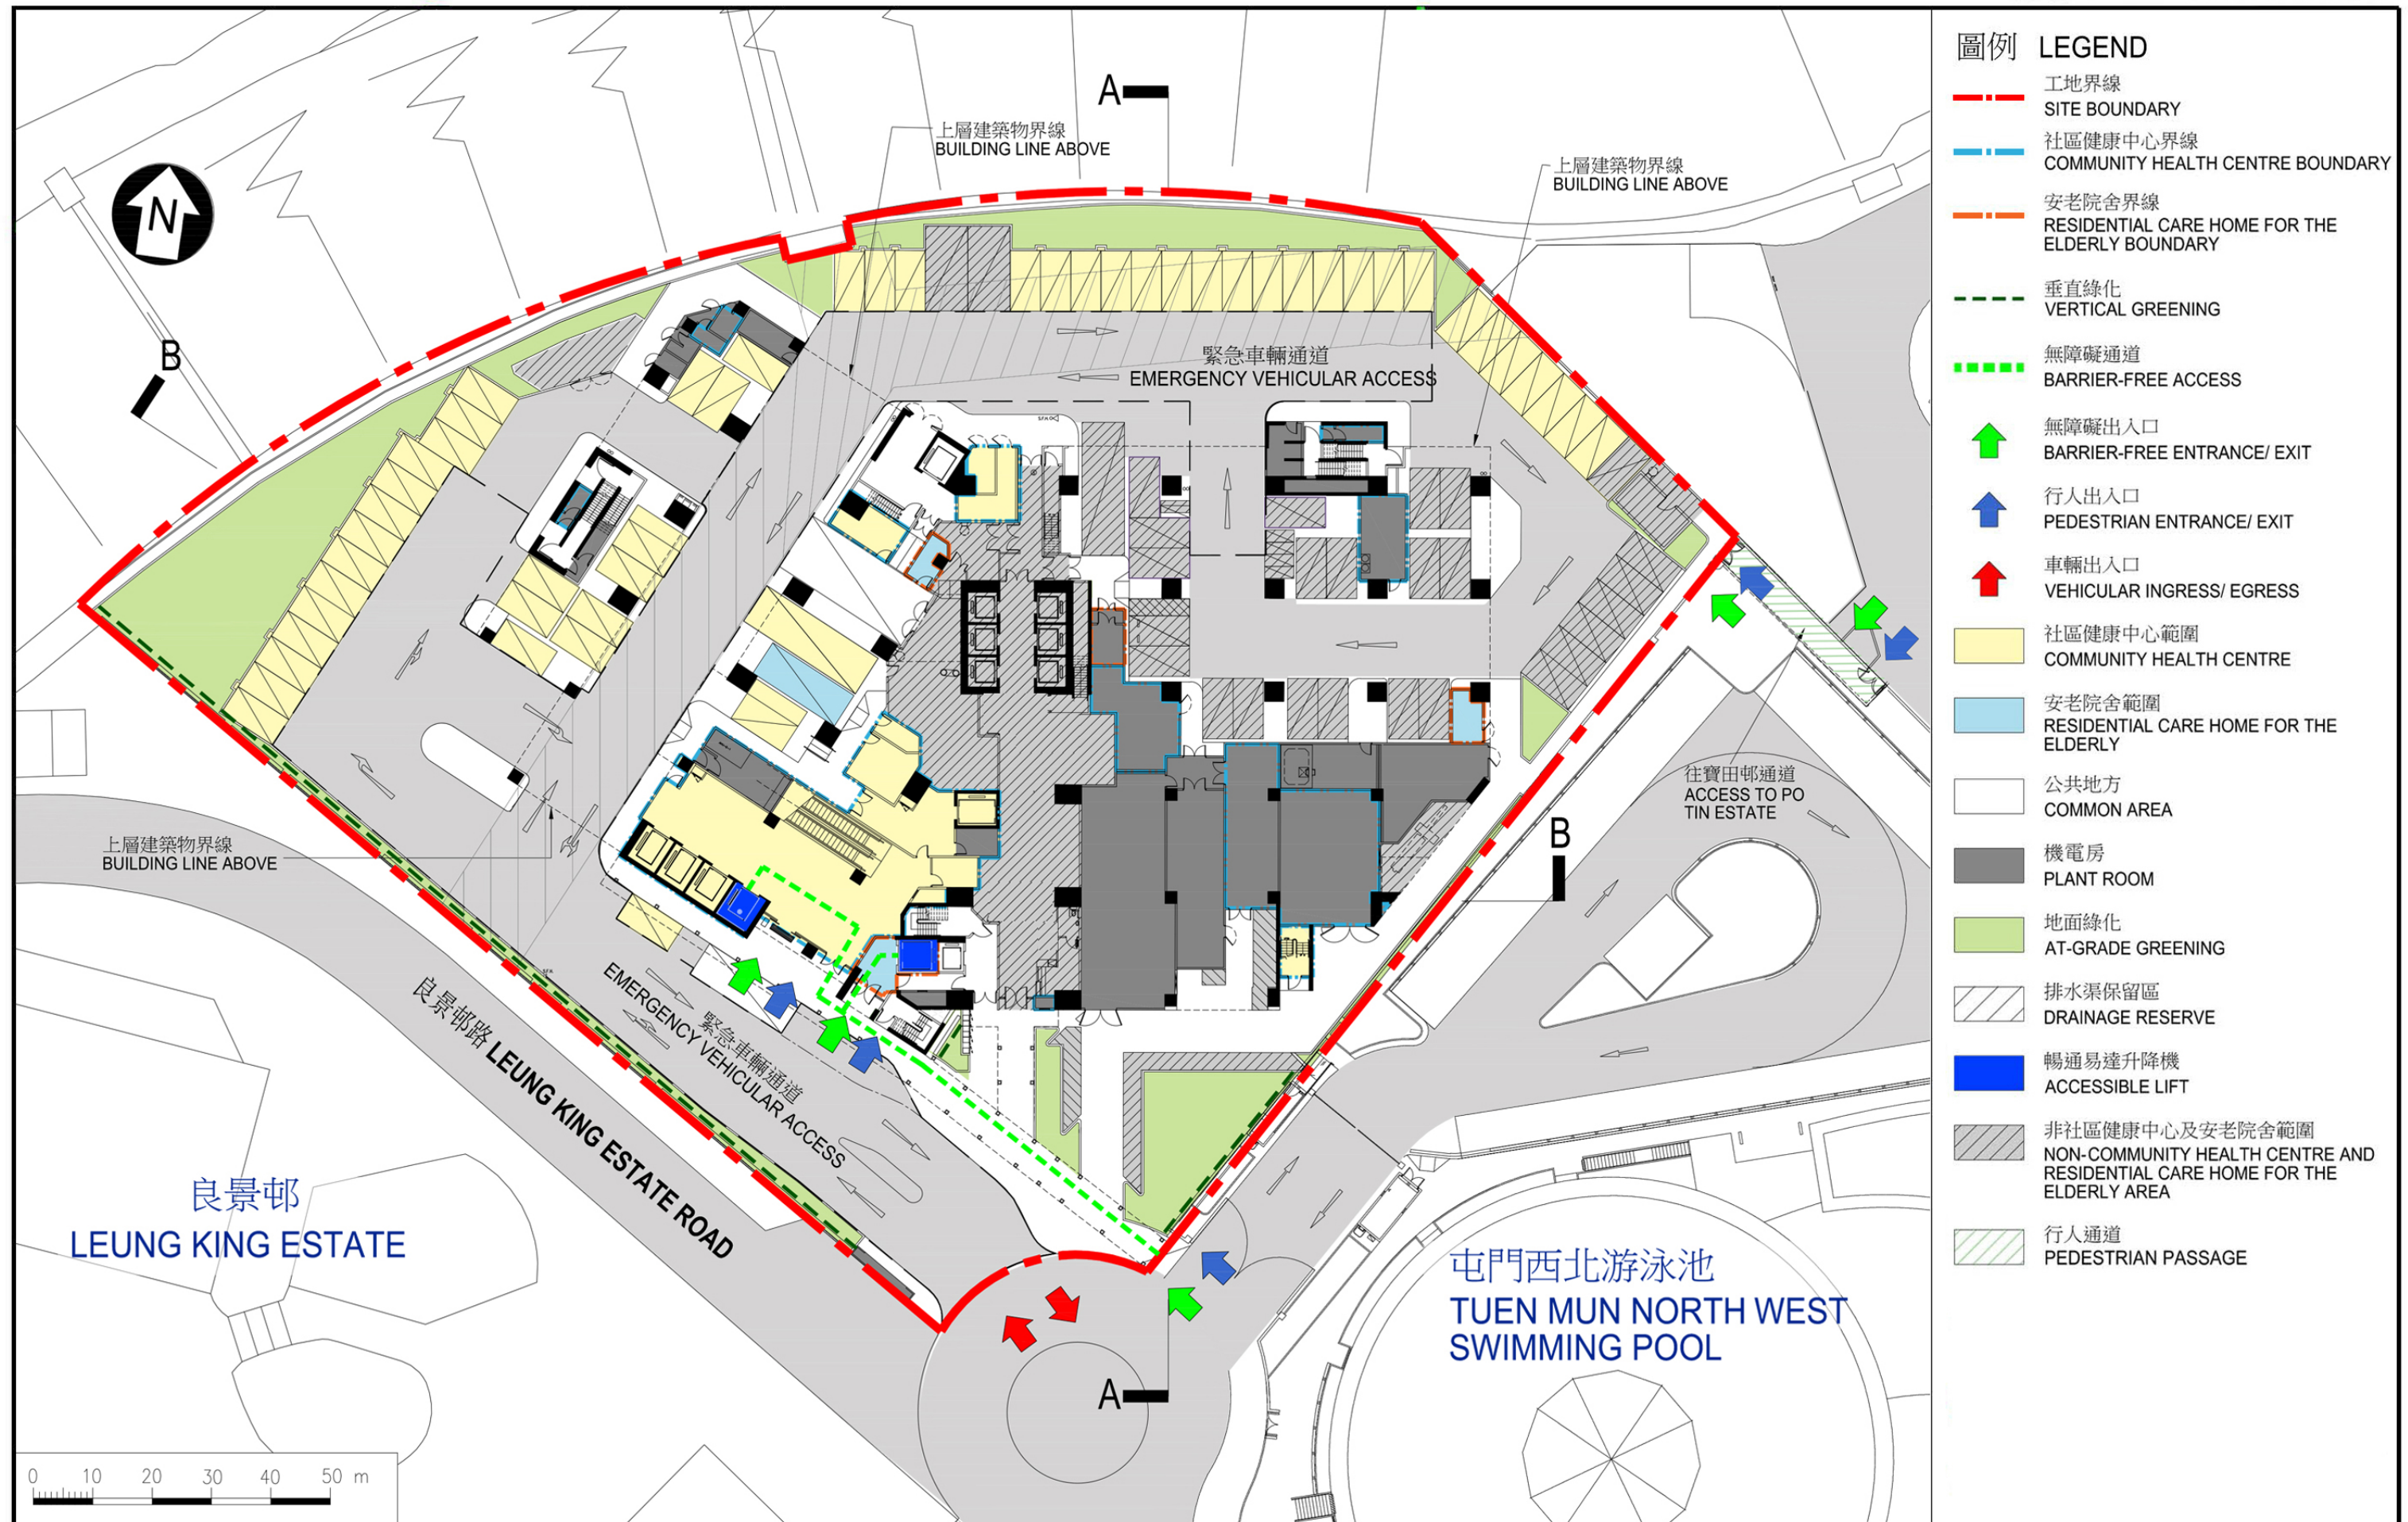 A
上層建築物界線
BUILDING LINE ABOVE
上層建築物界線
BUILDING LINE ABOVE
N
B
緊急車輛通道
EMERGENCY VEHICULAR ACCESS
SFA
往寶田邨通道
ACCESS TO PO
TIN ESTATE
上層建築物界線
BUILDING LINE ABOVE
B
SFA
緊急車輛通道
EMERGENCY VEHICULAR ACCESS
良景邨路 LEUNG KING ESTATE ROAD
良景邨
LEUNG KING ESTATE
屯門西北游泳池
TUEN MUN NORTH WEST
SWIMMING POOL
A
0 10 20 30 40 50 m
圖例 LEGEND
工地界線
SITE BOUNDARY
社區健康中心界線
COMMUNITY HEALTH CENTRE BOUNDARY
安老院舍界線
RESIDENTIAL CARE HOME FOR THE
ELDERLY BOUNDARY
垂直綠化
VERTICAL GREENING
無障礙通道
BARRIER-FREE ACCESS
無障礙出入口
BARRIER-FREE ENTRANCE/ EXIT
行人出入口
PEDESTRIAN ENTRANCE/ EXIT
車輛出入口
VEHICULAR INGRESS/ EGRESS
社區健康中心範圍
COMMUNITY HEALTH CENTRE
安老院舍範圍
RESIDENTIAL CARE HOME FOR THE
ELDERLY
公共地方
COMMON AREA
機電房
PLANT ROOM
地面綠化
AT-GRADE GREENING
排水渠保留區
DRAINAGE RESERVE
暢通易達升降機
ACCESSIBLE LIFT
非社區健康中心及安老院舍範圍
NON-COMMUNITY HEALTH CENTRE AND
RESIDENTIAL CARE HOME FOR THE
ELDERLY AREA
行人通道
PEDESTRIAN PASSAGE